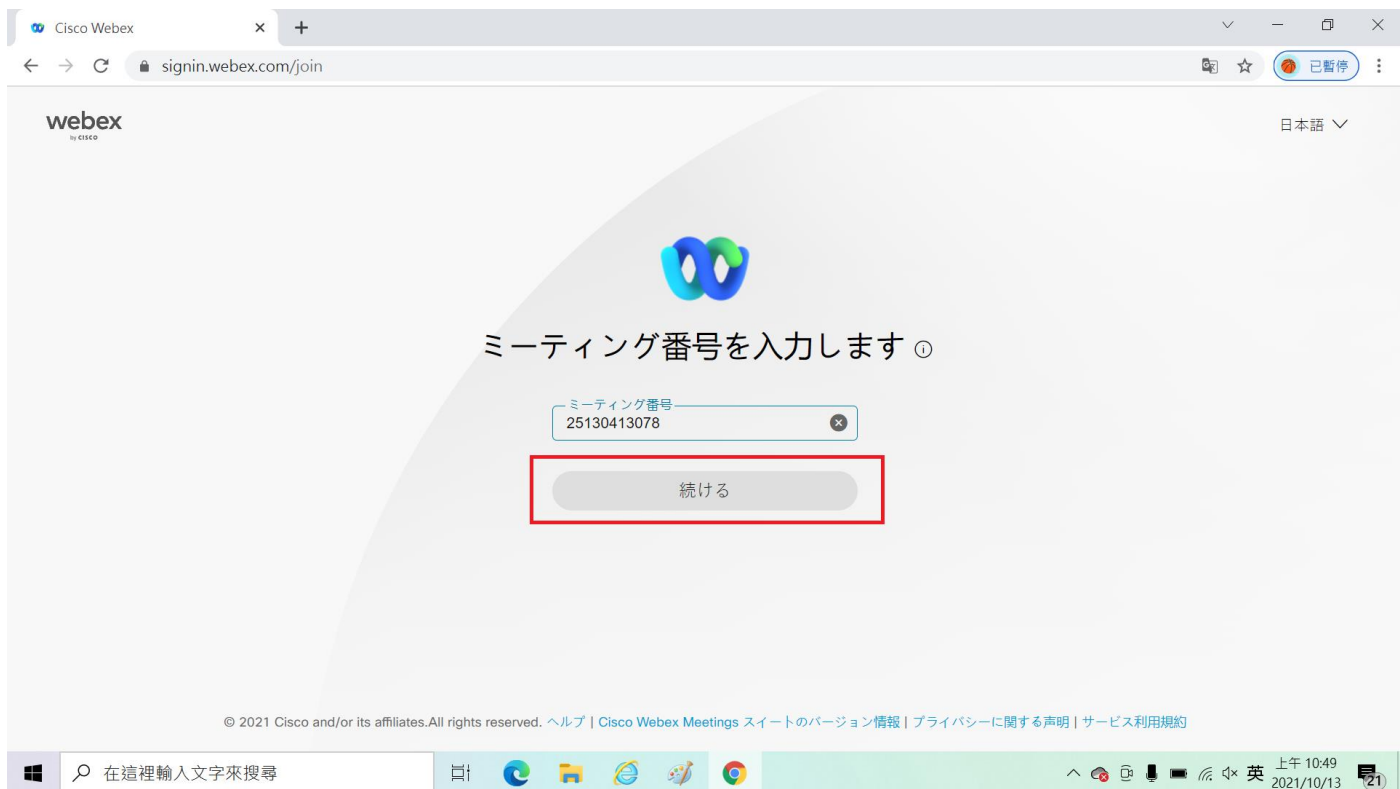 Cisco Webex
signin.webex.com/join
已暫停
webex
by CISCO
日本語
ミーティング番号を入力します
ミーティング番号
25130413078
続ける
© 2021 Cisco and/or its affiliates.All rights reserved. ヘルプ | Cisco Webex Meetings スイートのバージョン情報 | プライバシーに関する声明 | サービス利用規約
在這裡輸入文字來搜尋
英
上午 10:49
2021/10/13
21